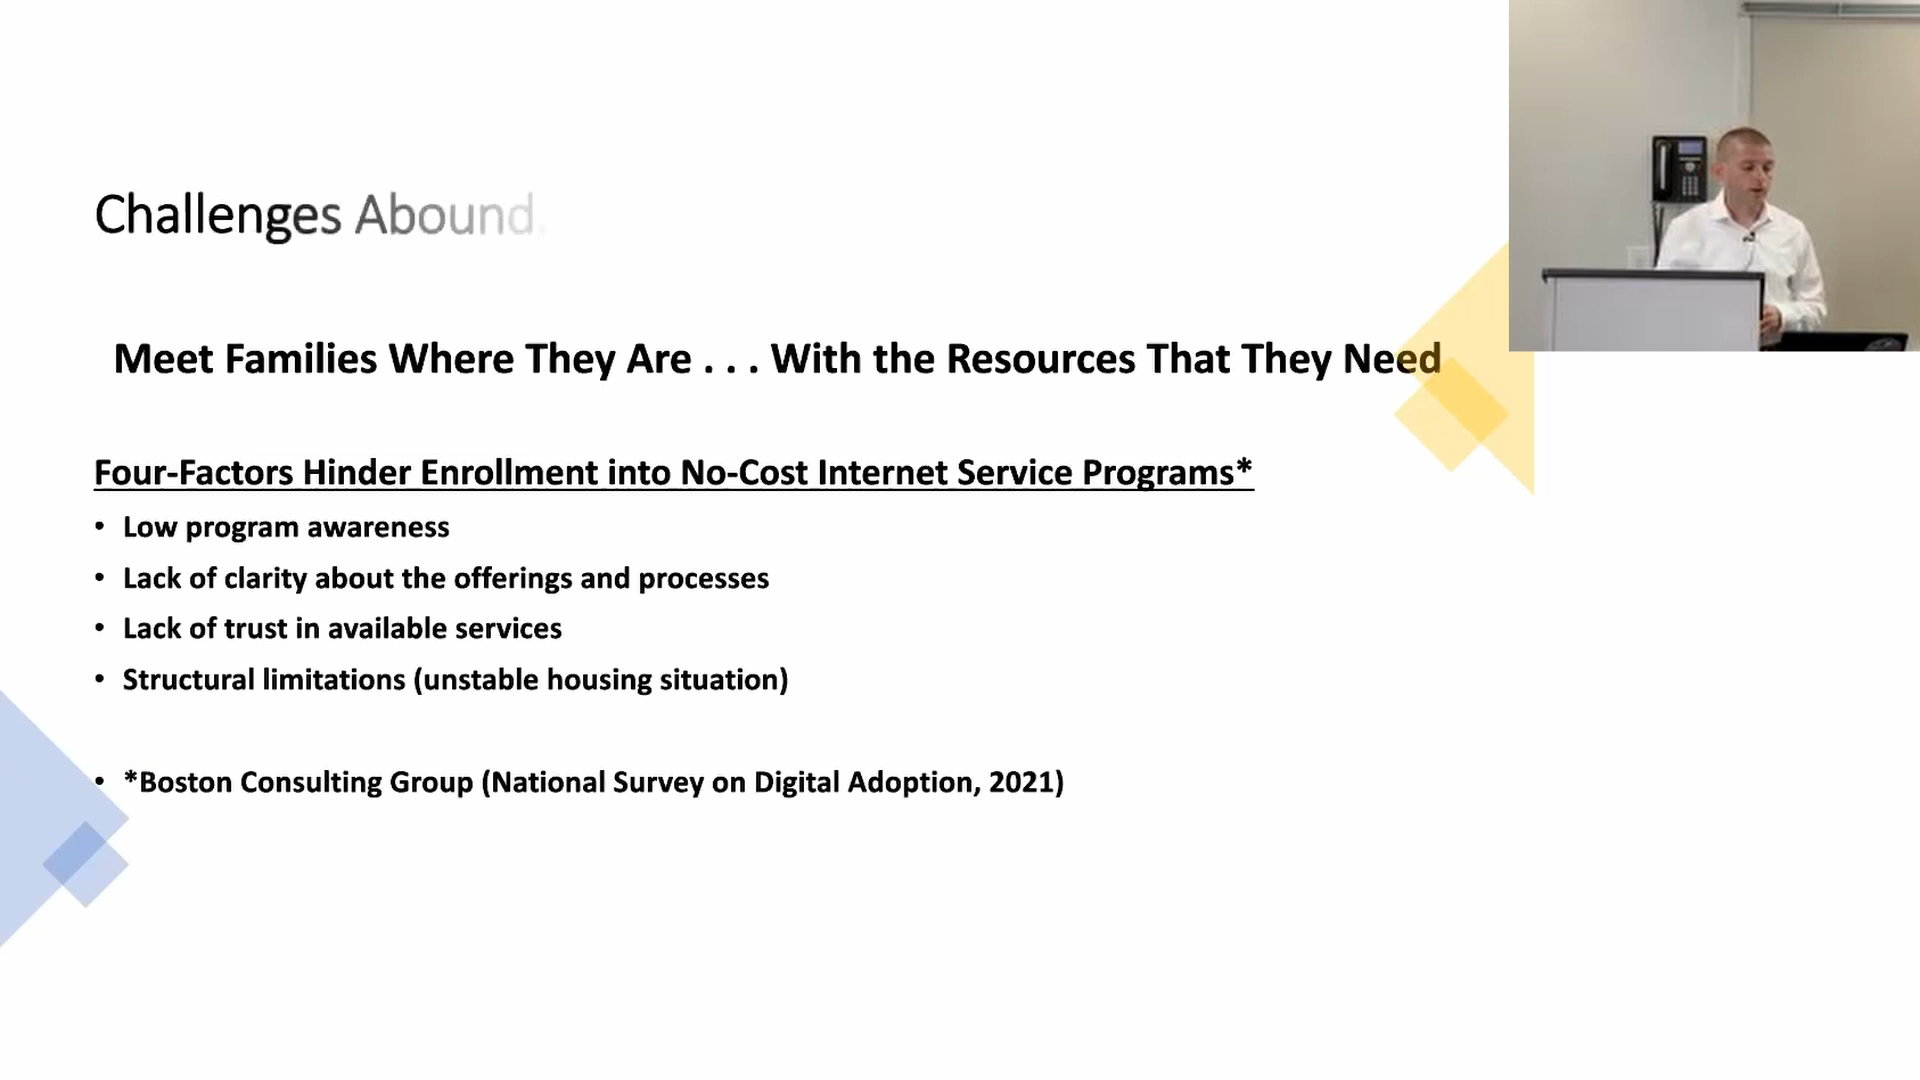 Challenges Abound.
Meet Families Where They Are . . . With the Resources That They Need
Four-Factors Hinder Enrollment into No-Cost Internet Service Programs*
• Low program awareness
• Lack of clarity about the offerings and processes
• Lack of trust in available services
• Structural limitations (unstable housing situation)
• *Boston Consulting Group (National Survey on Digital Adoption, 2021)